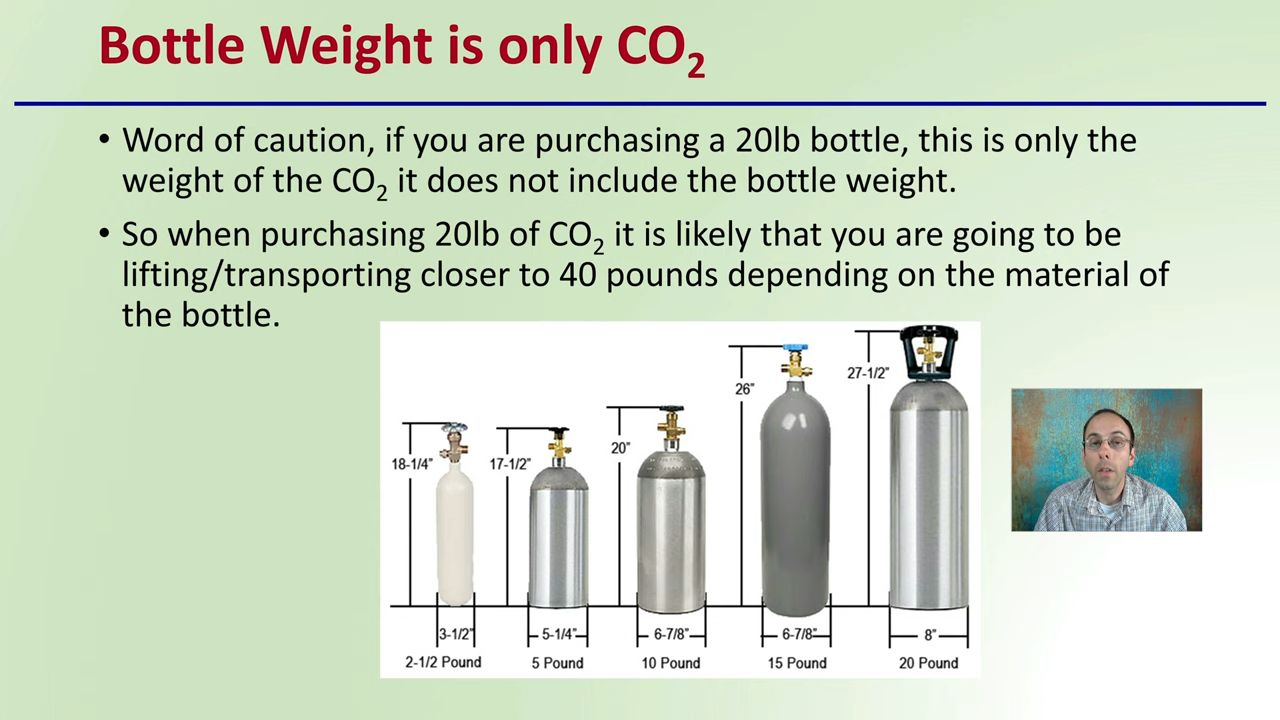 Bottle Weight is only CO2
• Word of caution, if you are purchasing a 20lb bottle, this is only the
weight of the CO2 it does not include the bottle weight.
• So when purchasing 20lb of CO2 it is likely that you are going to be
lifting/transporting closer to 40 pounds depending on the material of
the bottle.
18-1/4”
17-1/2”
20”
26”
27-1/2”
3-1/2”
5-1/4”
6-7/8”
6-7/8”
8”
2-1/2 Pound
5 Pound
10 Pound
15 Pound
20 Pound